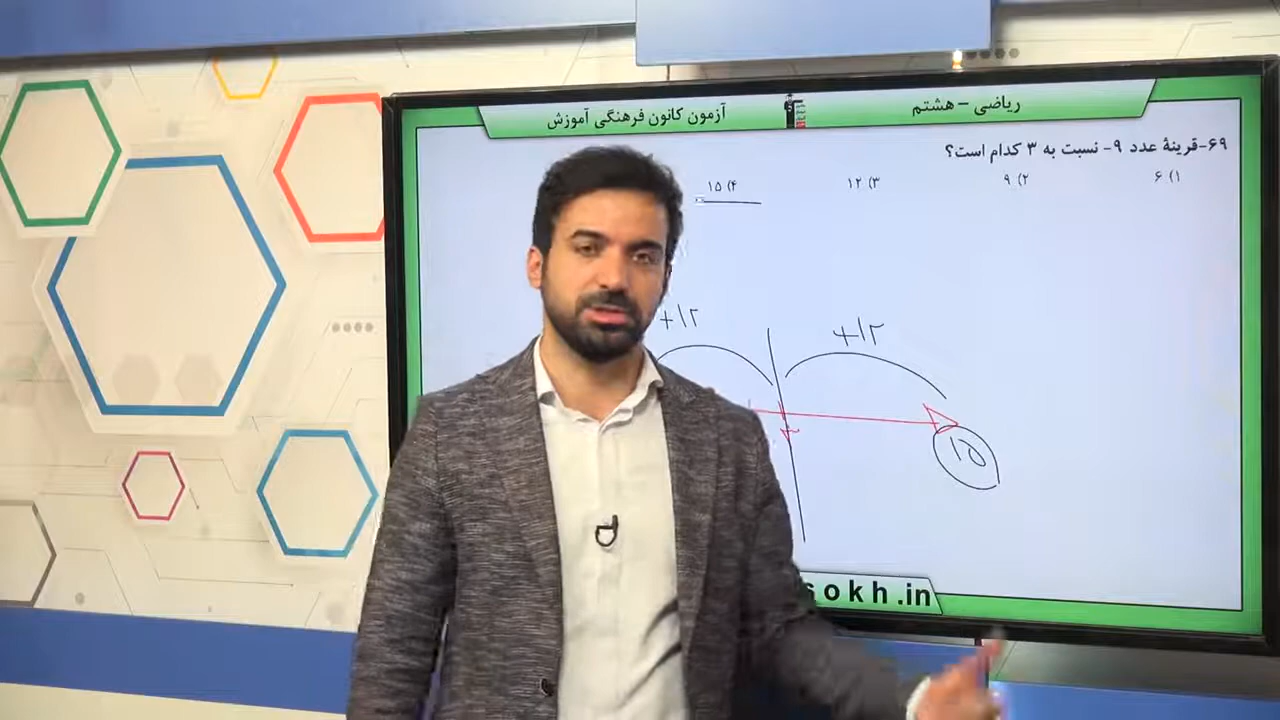 ریاضی – هشتم
آزمون کانون فرهنگی آموزش
۶۹-قرینهٔ عدد ۹- نسبت به ۳ کدام است؟
۱) ۶ ۲) ۹ ۳) ۱۲ ۴) ۱۵
+۱۲ +۱۲
۳
۱۵
sokh.in